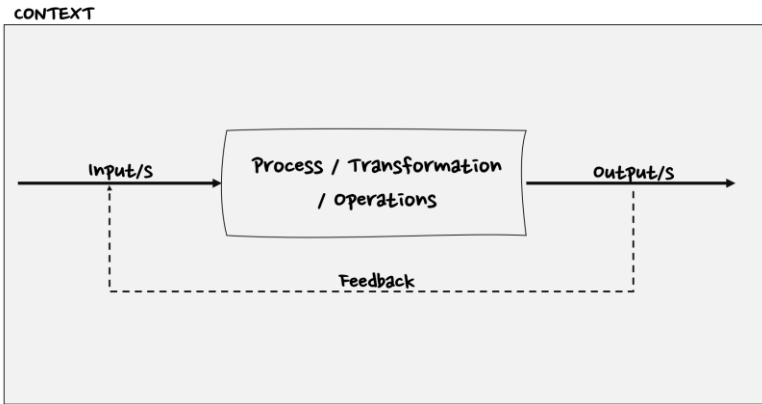 CONTEXT
Input/s
Process / Transformation
/ Operations
Output/s
Feedback